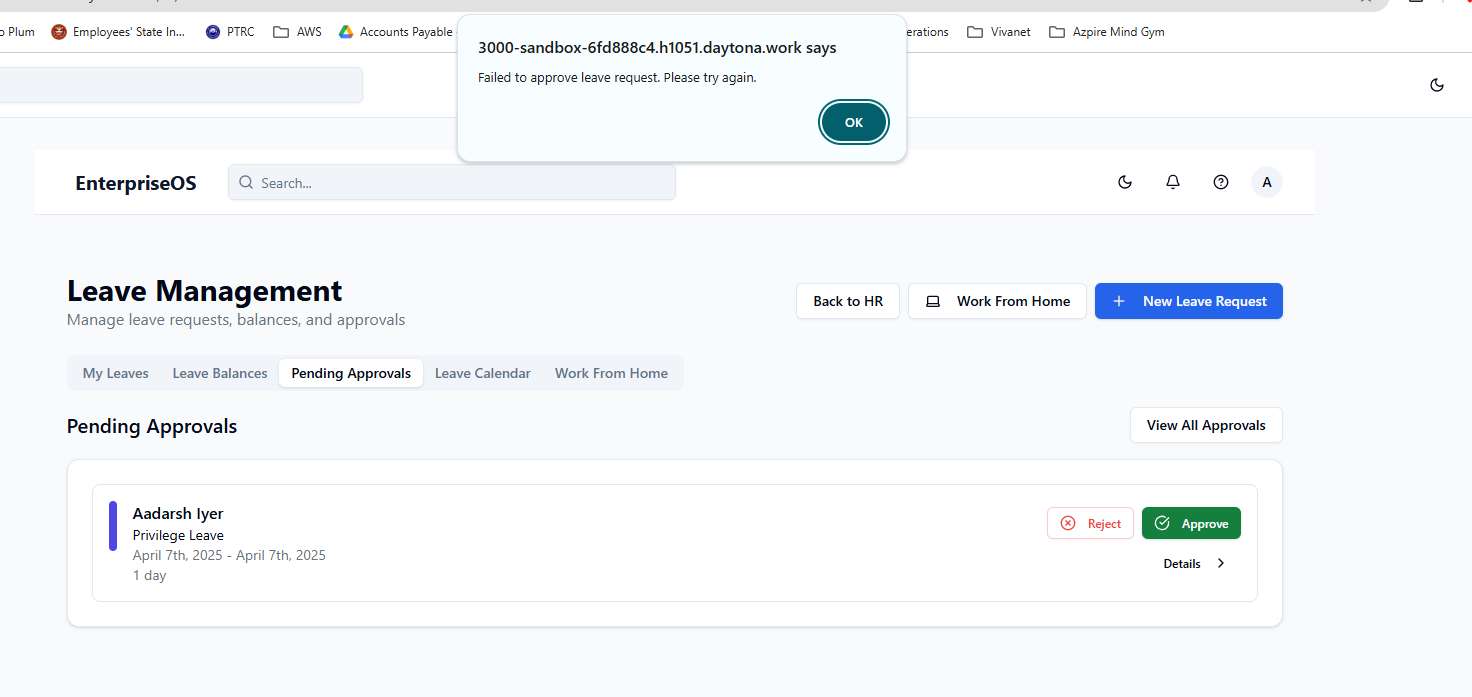 Plum
Employees' State In...
PTRC
AWS
Accounts Payable
Vivanet
Azpire Mind Gym
3000-sandbox-6fd888c4.h1051.daytona.work says
Failed to approve leave request. Please try again.
OK
EnterpriseOS
Search...
A
Leave Management
Manage leave requests, balances, and approvals
Back to HR
Work From Home
New Leave Request
My Leaves
Leave Balances
Pending Approvals
Leave Calendar
Work From Home
Pending Approvals
View All Approvals
Aadarsh Iyer
Privilege Leave
April 7th, 2025 - April 7th, 2025
1 day
Reject
Approve
Details